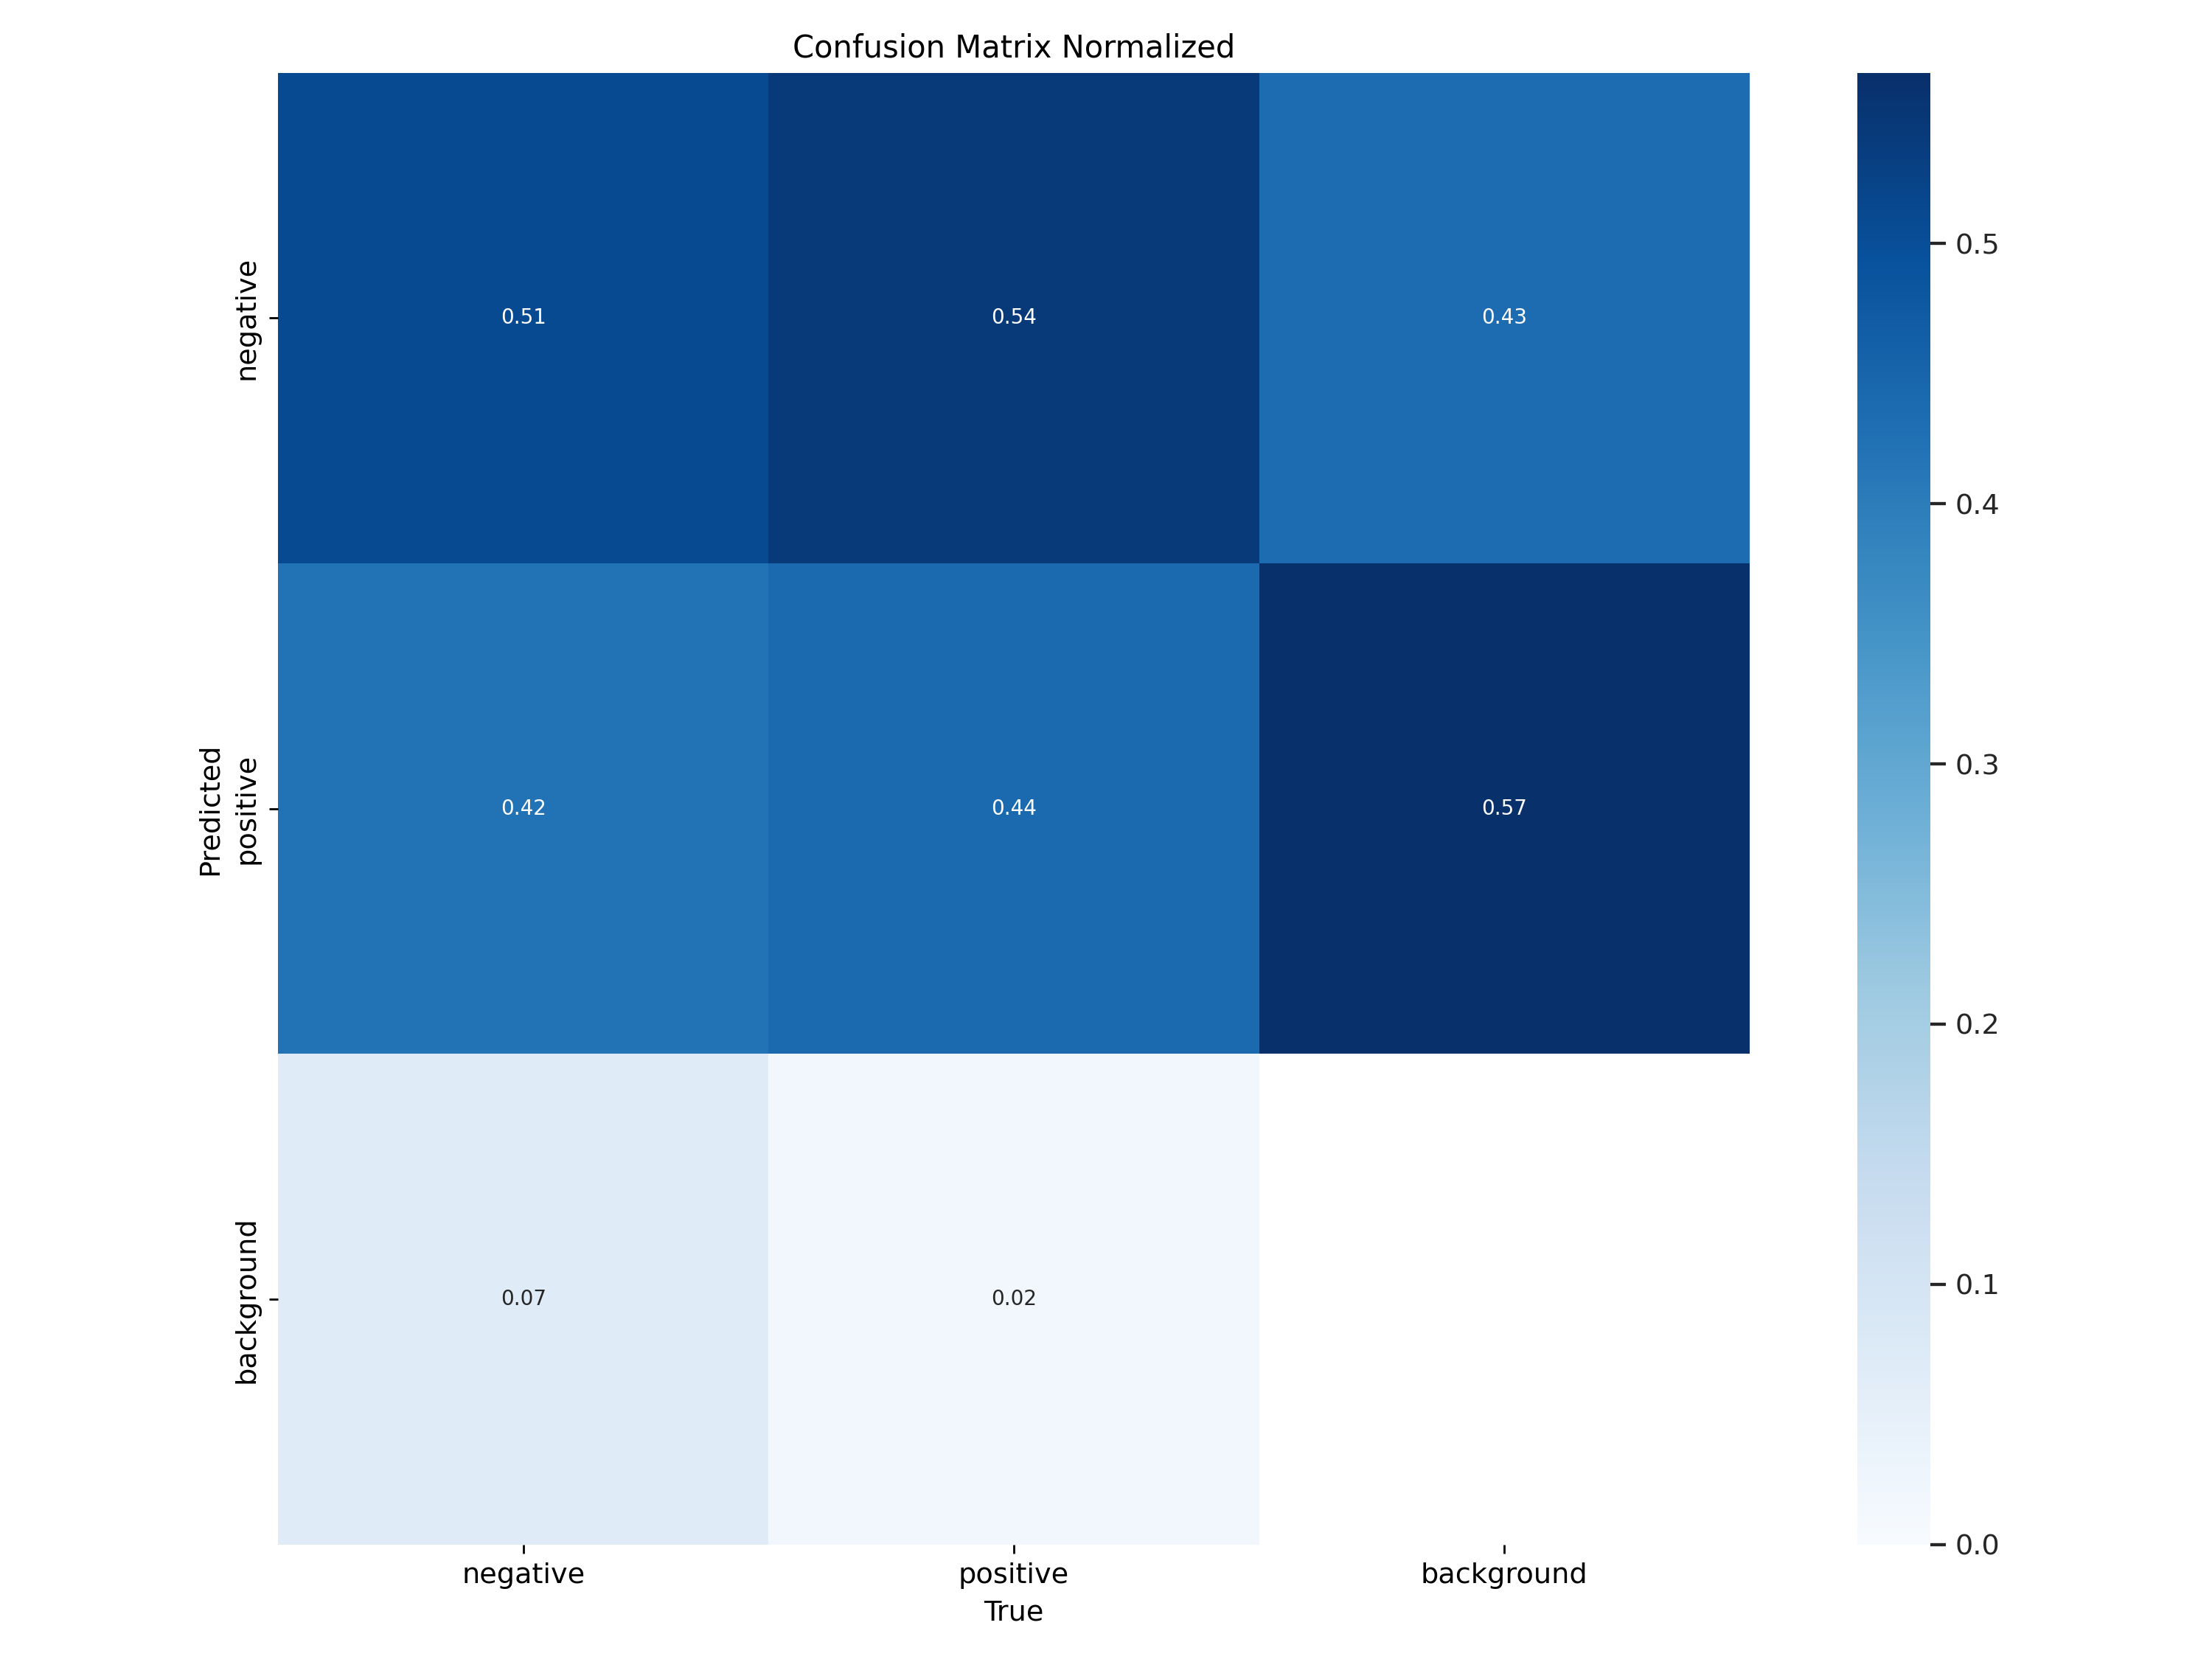 Confusion Matrix Normalized
negative
0.51
0.54
0.43
0.5
0.4
Predicted
positive
0.42
0.44
0.57
0.3
0.2
background
0.07
0.02
0.1
0.0
negative
positive
background
True